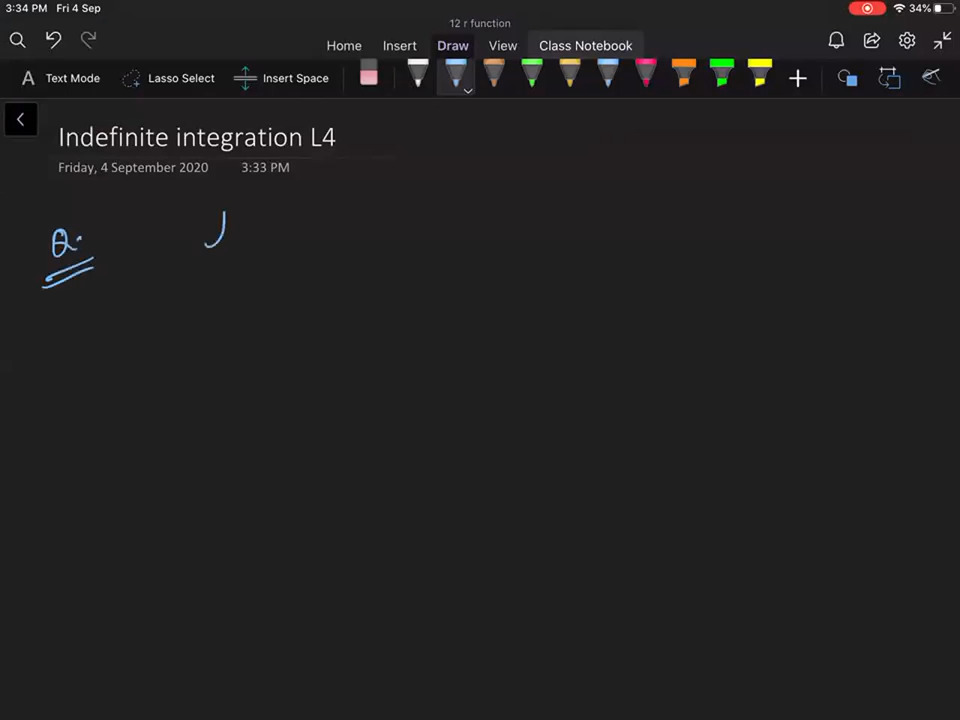 3:34 PM Fri 4 Sep 34%
12 r function
Home Insert Draw View Class Notebook
A Text Mode Lasso Select Insert Space
Indefinite integration L4
Friday, 4 September 2020 3:33 PM
Q.